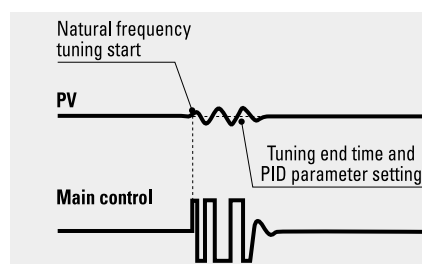 Natural frequency
tuning start
PV
Tuning end time and
PID parameter setting
Main control